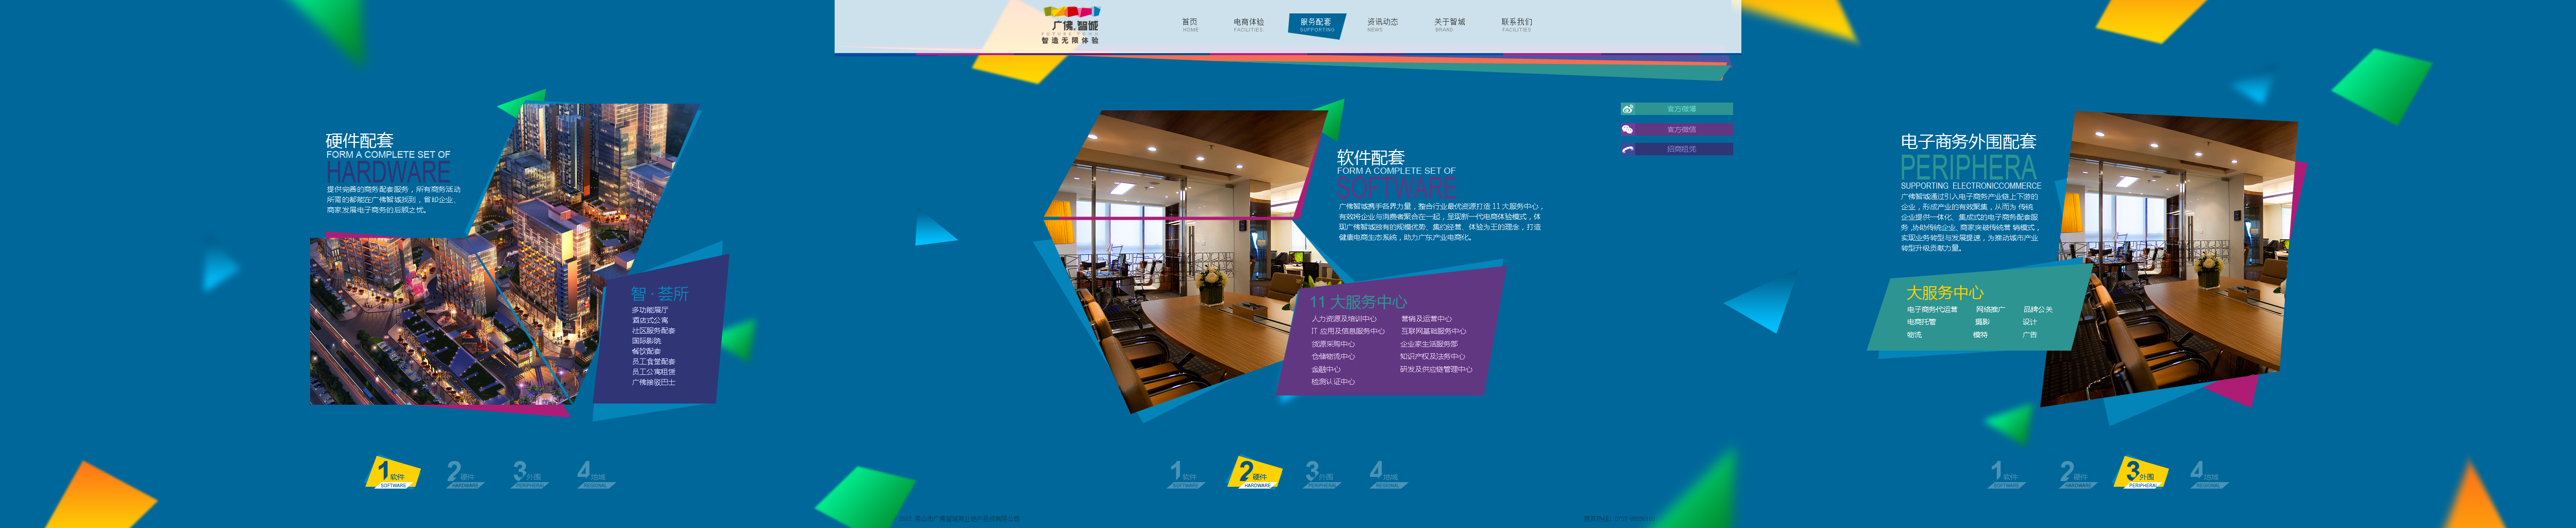 广佛智城
FUTURE TOWN
智造无限体验
首页
HOME
电商体验
FACILITIES
服务配套
SUPPORTING
资讯动态
NEWS
关于智城
BRAND
联系我们
FACILITIES
官方微博
官方微信
招商租凭
硬件配套
FORM A COMPLETE SET OF
HARDWARE
提供完善的商务配套服务，所有商务活动
所需的都能在广佛智城找到，省却企业、
商家发展电子商务的后顾之忧。
智·荟所
多功能展厅
酒店式公寓
社区服务配套
国际影院
餐饮配套
员工食堂配套
员工公寓租赁
广佛接驳巴士
1 软件
SOFTWARE
2 硬件
HARDWARE
3 外围
PERIPHERAL
4 地域
REGIONAL
软件配套
FORM A COMPLETE SET OF
SOFTWARE
广佛智城携手各界力量，整合行业最优资源打造 11 大服务中心，
有效将企业与消费者聚合在一起，呈现新一代电商体验模式，体
现广佛智城独有的规模优势、集约经营、体验为王的理念，打造
健康电商生态系统，助力广东产业电商化。
11 大服务中心
人力资源及培训中心 营销及运营中心
IT 应用及信息服务中心 互联网基础服务中心
货源采购中心 企业家生活服务部
仓储物流中心 知识产权及法务中心
金融中心 研发及供应链管理中心
检测认证中心
1 软件
SOFTWARE
2 硬件
HARDWARE
3 外围
PERIPHERAL
4 地域
REGIONAL
电子商务外围配套
PERIPHERA
SUPPORTING ELECTRONICCOMMERCE
广佛智城通过引入电子商务产业链上下游的
企业，形成产业的有效聚集，从而为 传统
企业提供一体化、集成式的电子商务配套服
务 ,协助传统企业, 商家突破传统营 销模式，
实现业务转型与发展提速，为推动城市产业
转型升级贡献力量。
大服务中心
电子商务代运营 网络推广 品牌公关
电商托管 摄影 设计
物流 模特 广告
1 软件
SOFTWARE
2 硬件
HARDWARE
3 外围
PERIPHERAL
4 地域
REGIONAL